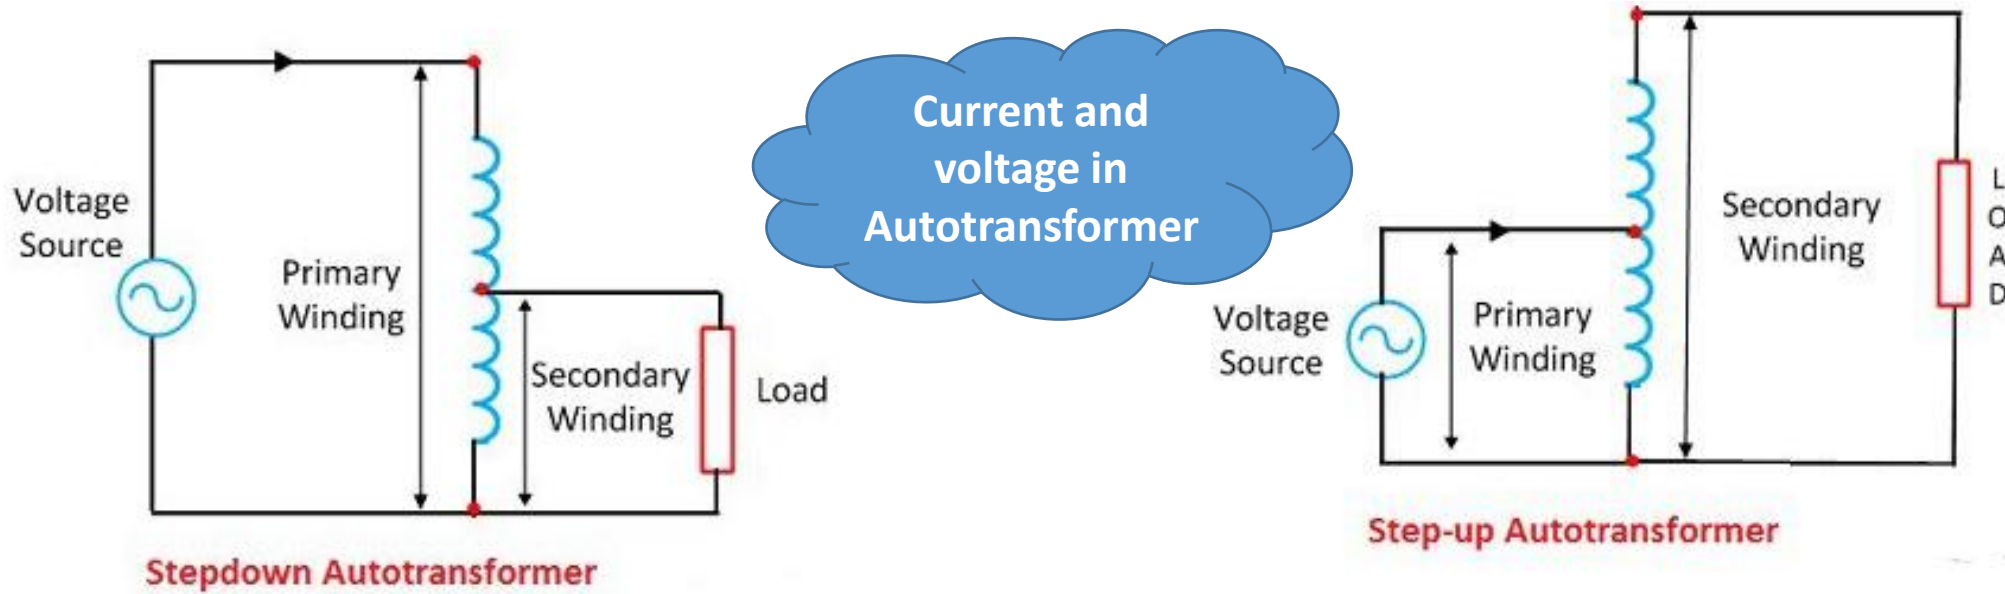 Voltage
Source
Primary
Winding
Secondary
Winding
Load
Stepdown Autotransformer
Current and
voltage in
Autotransformer
Voltage
Source
Primary
Winding
Secondary
Winding
L
O
A
D
Step-up Autotransformer